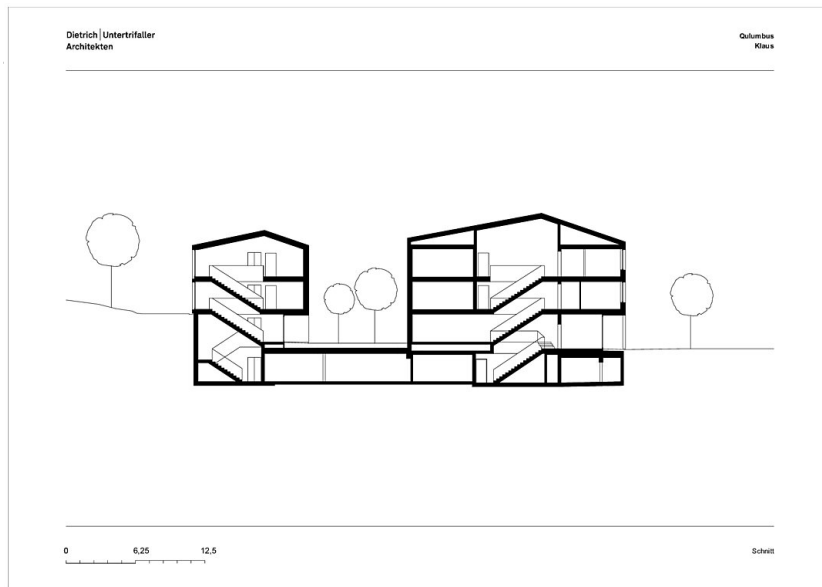 Dietrich|Untertrifaller
Architekten
Qulumbus
Klaus
0 6,25 12,5
Schnitt